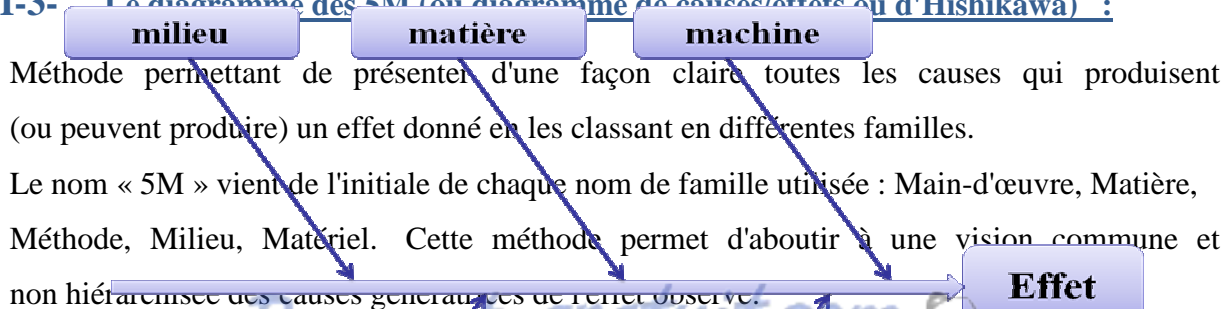 I-3- Le diagramme des 5M (ou diagramme de causes/effets ou d'Hishikawa) :
milieu matière machine
Méthode permettant de présenter d'une façon claire toutes les causes qui produisent
(ou peuvent produire) un effet donné en les classant en différentes familles.
Le nom « 5M » vient de l'initiale de chaque nom de famille utilisée : Main-d'œuvre, Matière,
Méthode, Milieu, Matériel. Cette méthode permet d'aboutir à une vision commune et
non hiérarchisée des causes génératrices de l'effet observé.
Effet